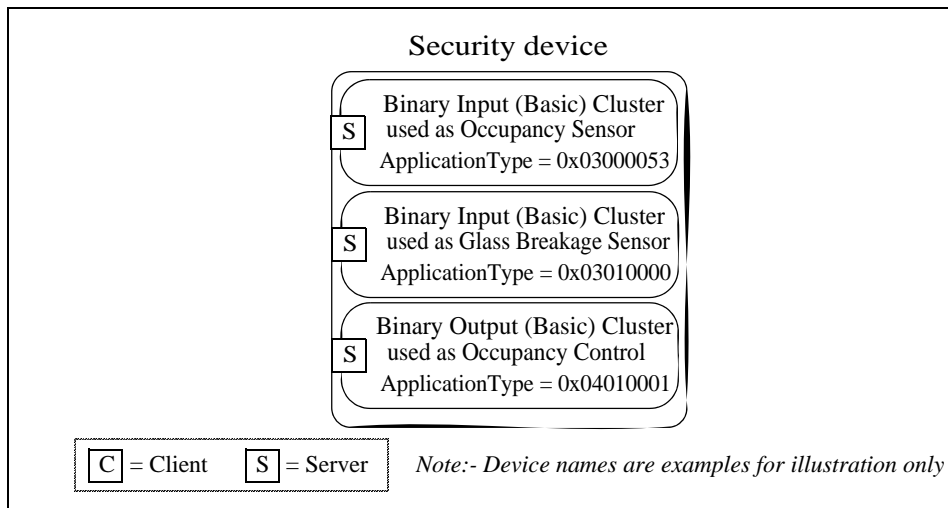 Security device
Binary Input (Basic) Cluster
S
used as Occupancy Sensor
ApplicationType = 0x03000053
Binary Input (Basic) Cluster
S
used as Glass Breakage Sensor
ApplicationType = 0x03010000
Binary Output (Basic) Cluster
S
used as Occupancy Control
ApplicationType = 0x04010001
C = Client S = Server Note:- Device names are examples for illustration only